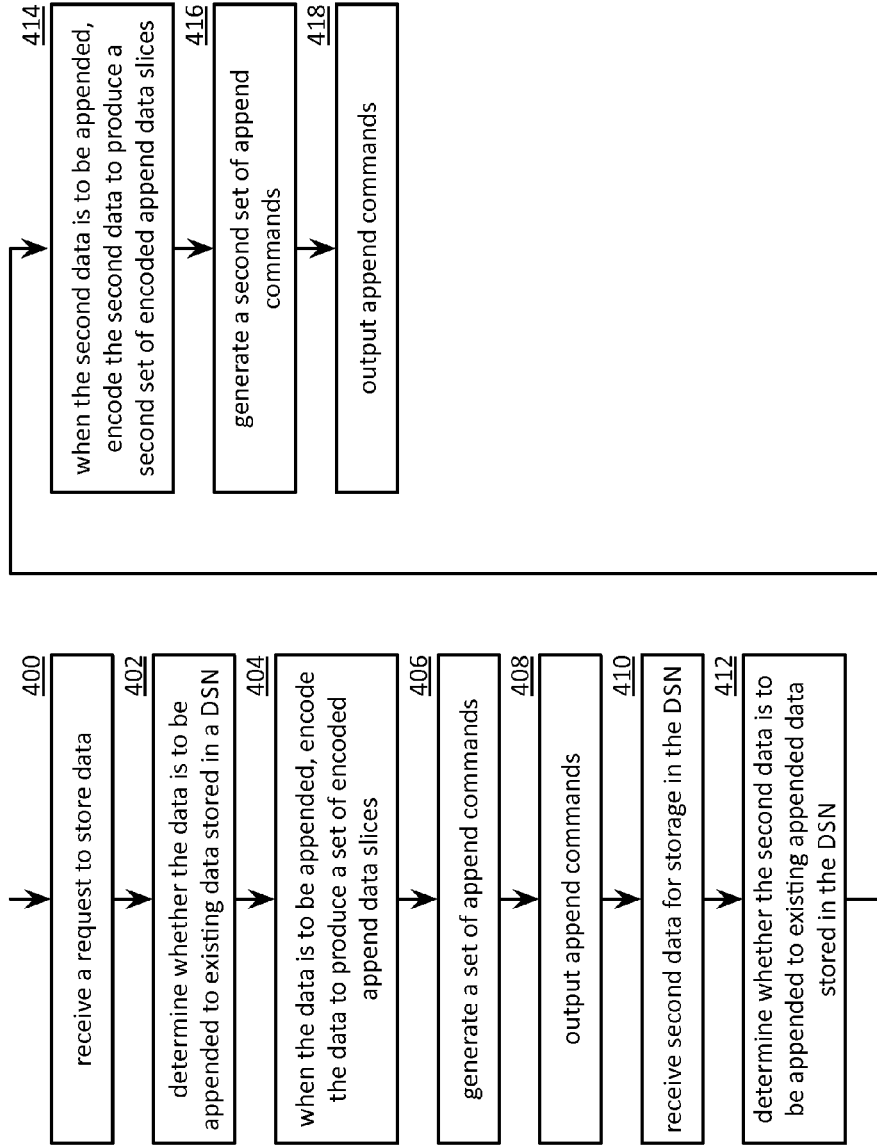 400
receive a request to store data
402
determine whether the data is to be
appended to existing data stored in a DSN
404
when the data is to be appended, encode
the data to produce a set of encoded
append data slices
406
generate a set of append commands
408
output append commands
410
receive second data for storage in the DSN
412
determine whether the second data is to
be appended to existing appended data
stored in the DSN
414
when the second data is to be appended,
encode the second data to produce a
second set of encoded append data slices
416
generate a second set of append
commands
418
output append commands